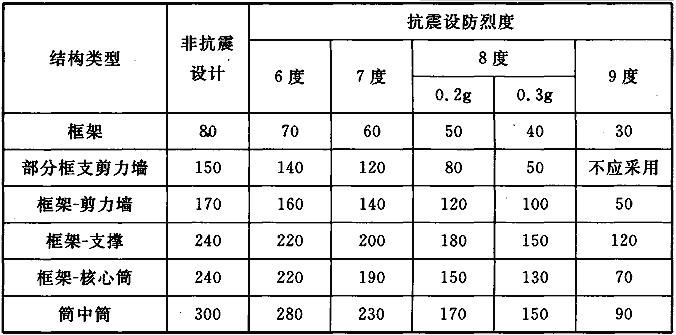 结构类型 非抗震设计 抗震设防烈度
6度 7度 8度 9度
0.2g 0.3g
框架 80 70 60 50 40 30
部分框支剪力墙 150 140 120 80 50 不应采用
框架-剪力墙 170 160 140 120 100 50
框架-支撑 240 220 200 180 150 120
框架-核心筒 240 220 190 150 130 70
筒中筒 300 280 230 170 150 90